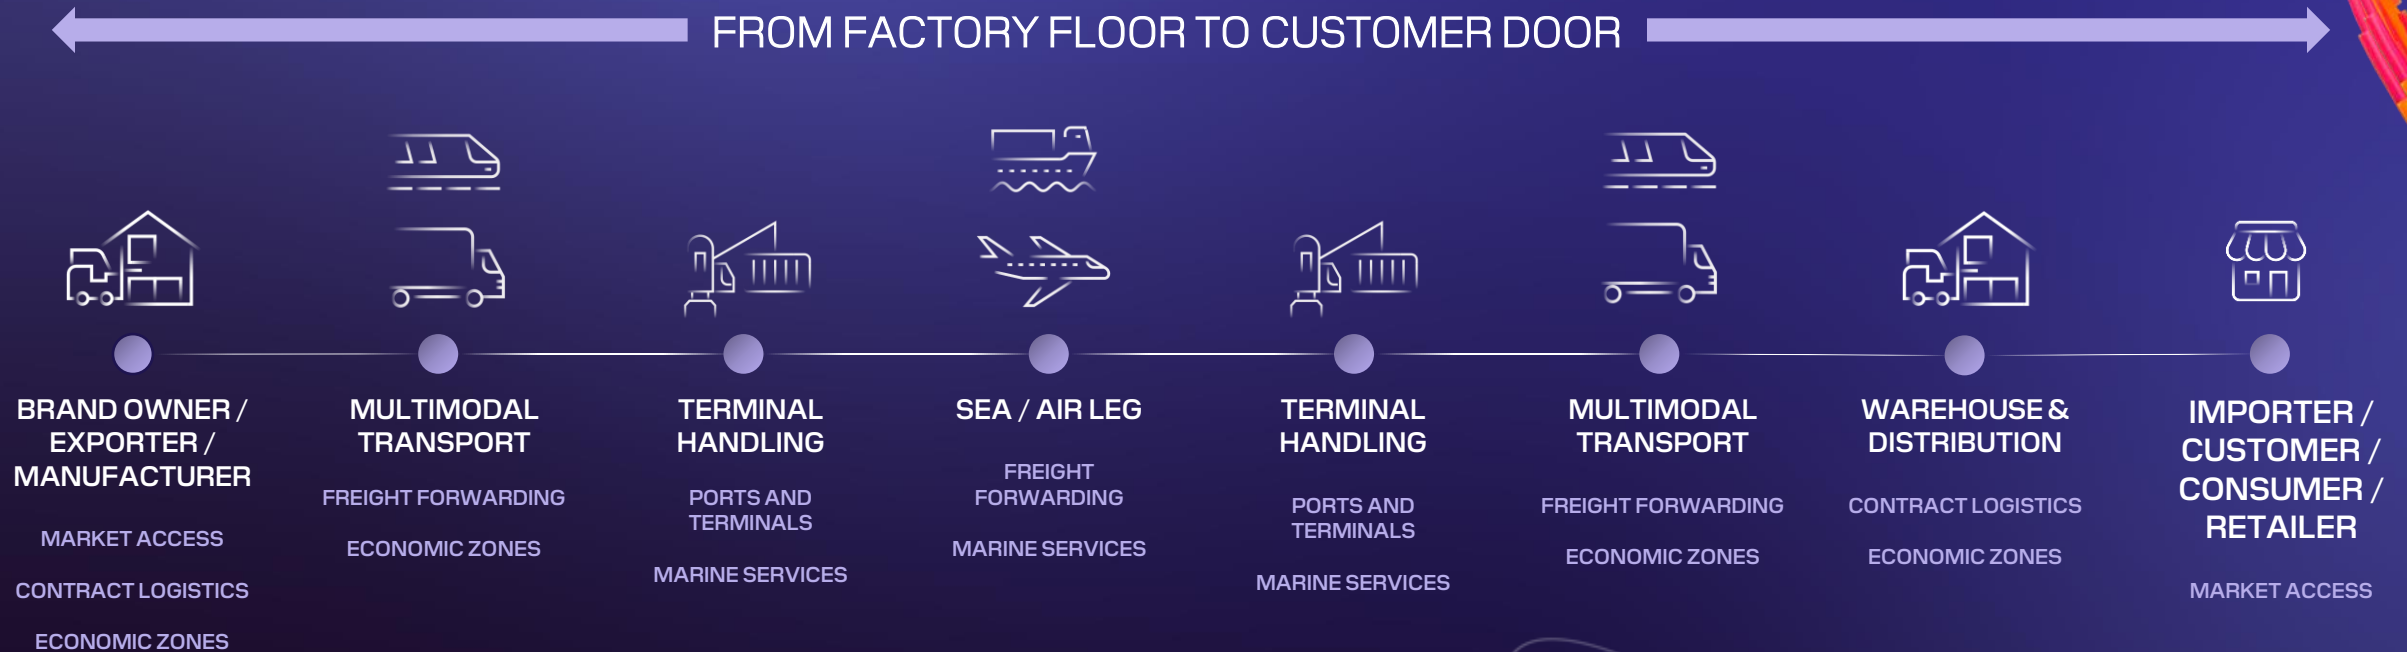 FROM FACTORY FLOOR TO CUSTOMER DOOR
BRAND OWNER /
EXPORTER /
MANUFACTURER
MARKET ACCESS
CONTRACT LOGISTICS
ECONOMIC ZONES
MULTIMODAL
TRANSPORT
FREIGHT FORWARDING
ECONOMIC ZONES
TERMINAL
HANDLING
PORTS AND
TERMINALS
MARINE SERVICES
SEA / AIR LEG
FREIGHT
FORWARDING
MARINE SERVICES
TERMINAL
HANDLING
PORTS AND
TERMINALS
MARINE SERVICES
MULTIMODAL
TRANSPORT
FREIGHT FORWARDING
ECONOMIC ZONES
WAREHOUSE &
DISTRIBUTION
CONTRACT LOGISTICS
ECONOMIC ZONES
IMPORTER /
CUSTOMER /
CONSUMER /
RETAILER
MARKET ACCESS